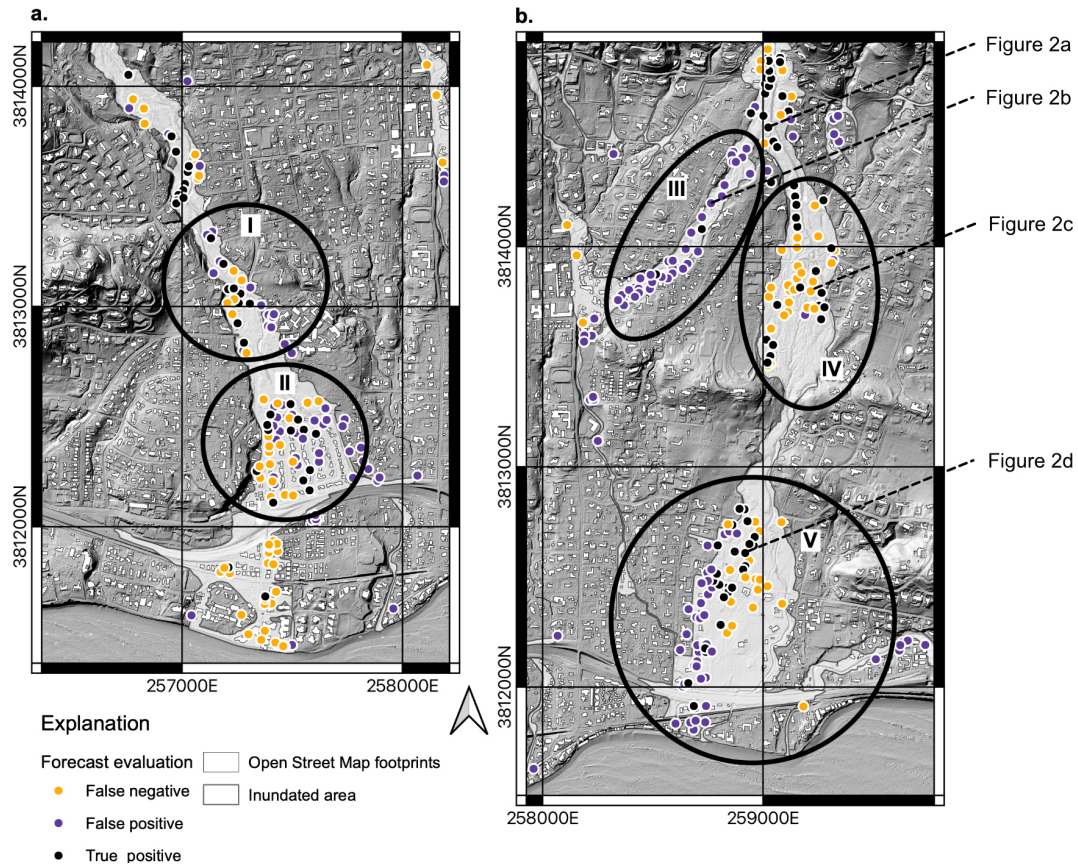 a.
b.
3814000N
3813000N
3812000N
257000E
258000E
I
II
3814000N
3813000N
3812000N
258000E
259000E
III
IV
V
Figure 2a
Figure 2b
Figure 2c
Figure 2d
Explanation
Forecast evaluation
False negative
False positive
True positive
Open Street Map footprints
Inundated area